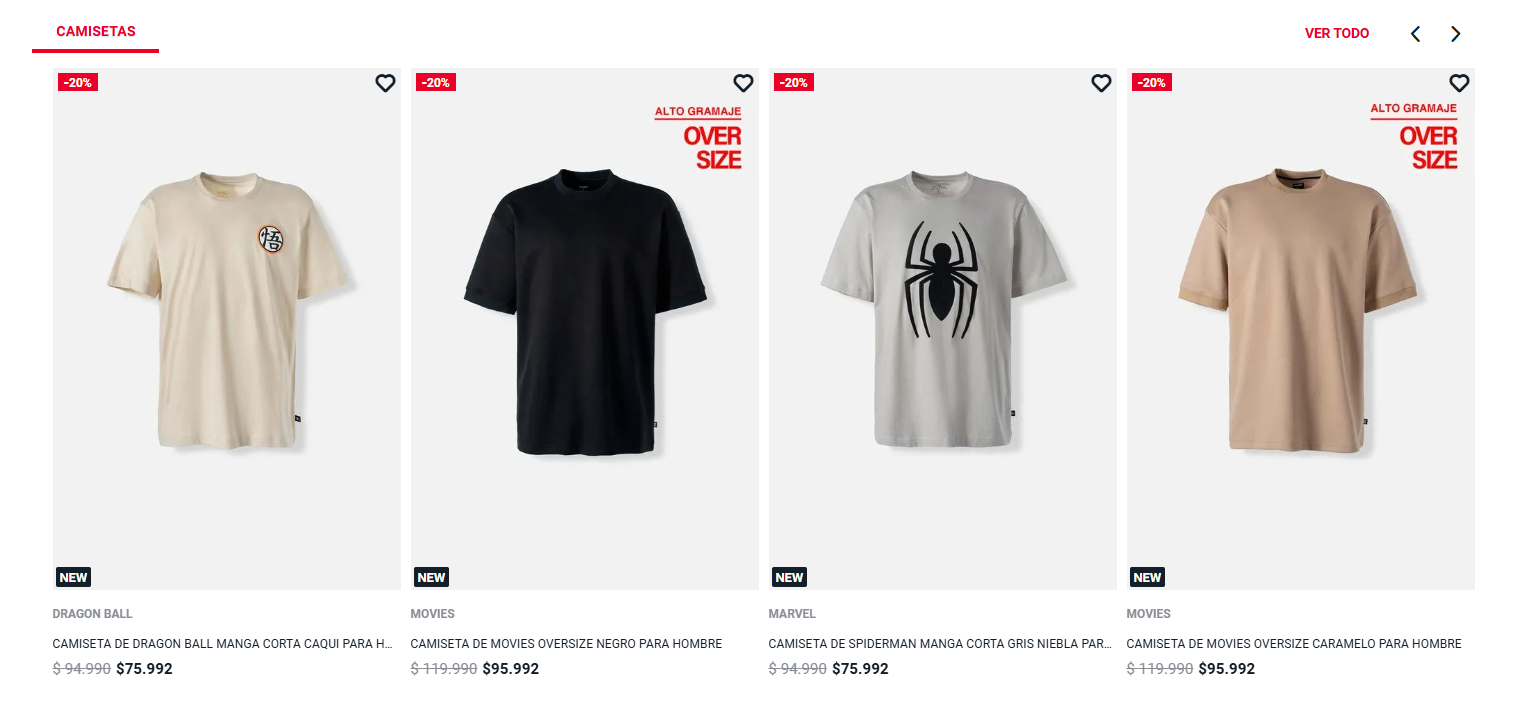 CAMISETAS
VER TODO
-20%
-20%
ALTO GRAMAJE
OVER
SIZE
-20%
-20%
ALTO GRAMAJE
OVER
SIZE
悟
NEW
NEW
NEW
NEW
DRAGON BALL
CAMISETA DE DRAGON BALL MANGA CORTA CAQUI PARA H...
$ 94.990 $75.992
MOVIES
CAMISETA DE MOVIES OVERSIZE NEGRO PARA HOMBRE
$ 119.990 $95.992
MARVEL
CAMISETA DE SPIDERMAN MANGA CORTA GRIS NIEBLA PAR...
$ 94.990 $75.992
MOVIES
CAMISETA DE MOVIES OVERSIZE CARAMELO PARA HOMBRE
$ 119.990 $95.992